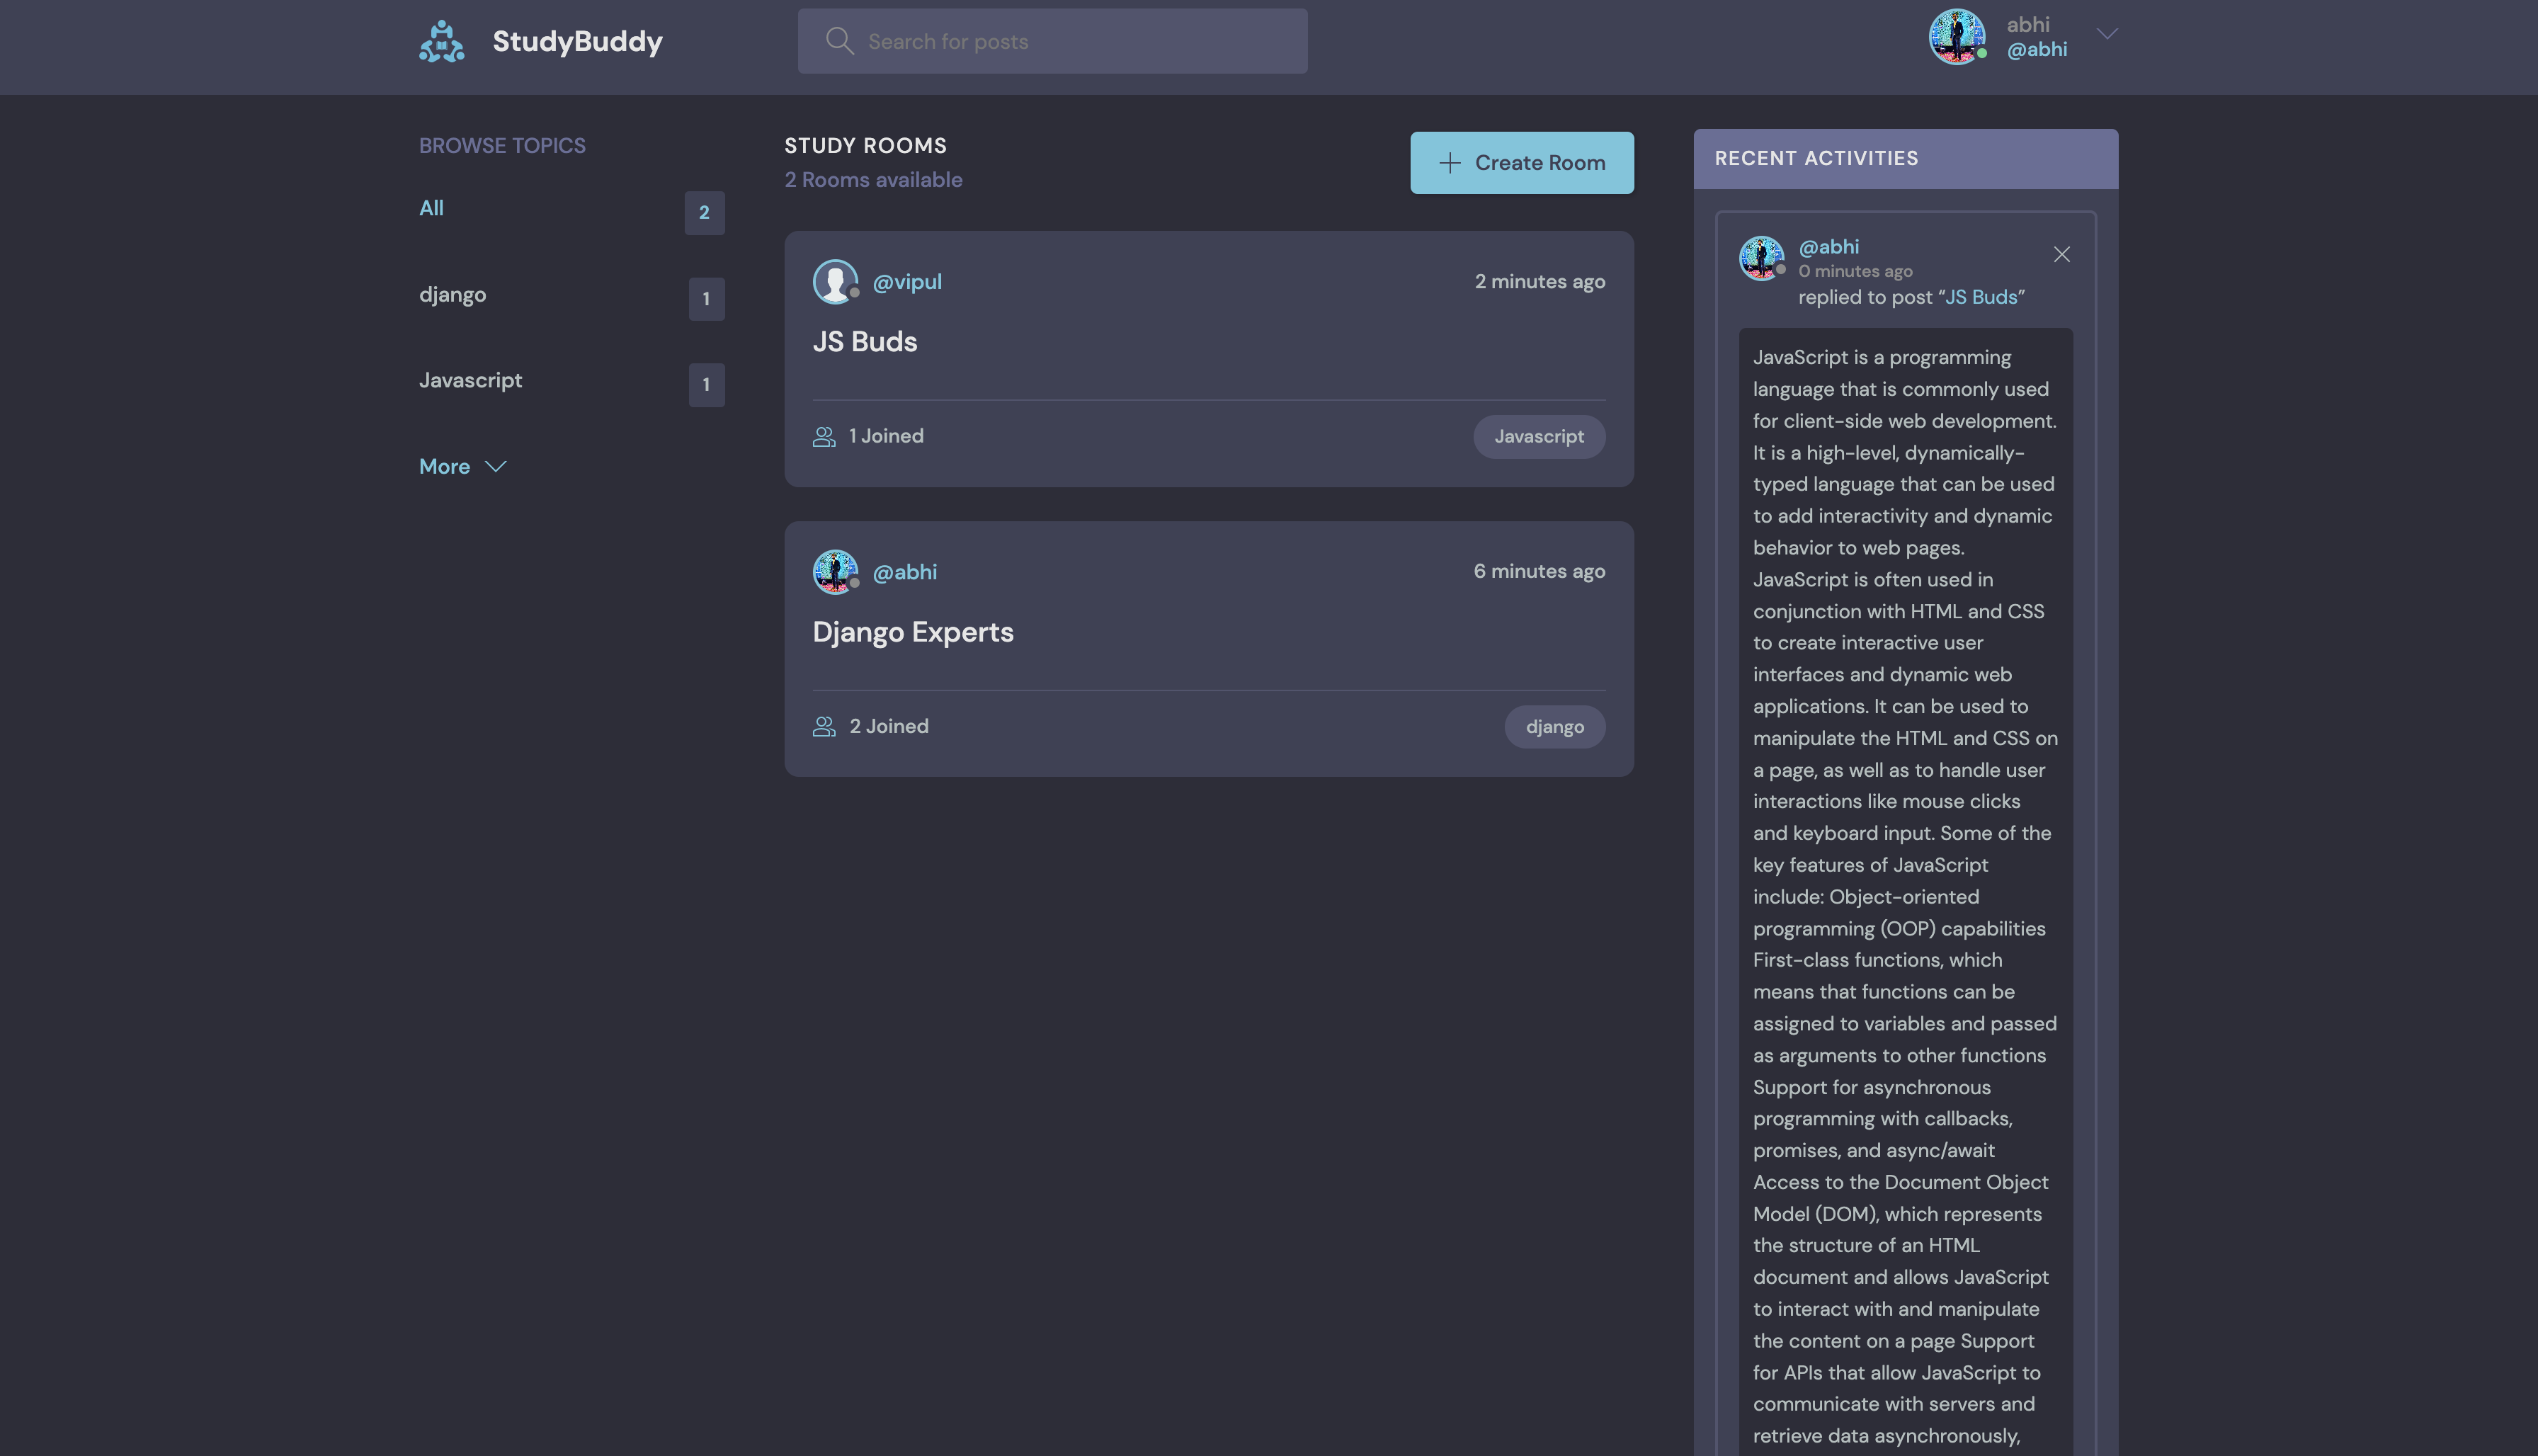 StudyBuddy
Search for posts
abhi
@abhi
BROWSE TOPICS
All
2
django
1
Javascript
1
More
STUDY ROOMS
2 Rooms available
Create Room
@vipul
2 minutes ago
JS Buds
1 Joined
Javascript
@abhi
6 minutes ago
Django Experts
2 Joined
django
RECENT ACTIVITIES
@abhi
0 minutes ago
replied to post “JS Buds”
JavaScript is a programming
language that is commonly used
for client-side web development.
It is a high-level, dynamically-
typed language that can be used
to add interactivity and dynamic
behavior to web pages.
JavaScript is often used in
conjunction with HTML and CSS
to create interactive user
interfaces and dynamic web
applications. It can be used to
manipulate the HTML and CSS on
a page, as well as to handle user
interactions like mouse clicks
and keyboard input. Some of the
key features of JavaScript
include: Object-oriented
programming (OOP) capabilities
First-class functions, which
means that functions can be
assigned to variables and passed
as arguments to other functions
Support for asynchronous
programming with callbacks,
promises, and async/await
Access to the Document Object
Model (DOM), which represents
the structure of an HTML
document and allows JavaScript
to interact with and manipulate
the content on a page Support
for APIs that allow JavaScript to
communicate with servers and
retrieve data asynchronously,